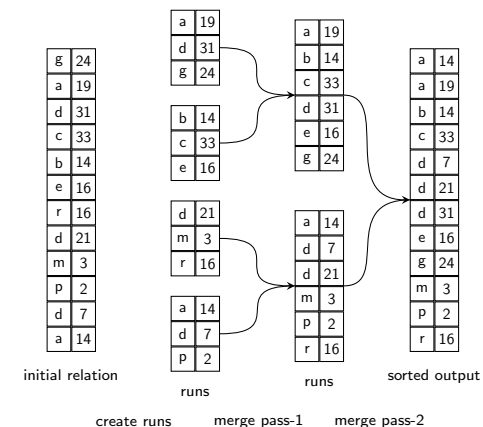 g 24
a 19
d 31
c 33
b 14
e 16
r 16
d 21
m 3
p 2
d 7
a 14
initial relation
a 19
d 31
g 24
b 14
c 33
e 16
d 21
m 3
r 16
a 14
d 7
p 2
runs
a 19
b 14
c 33
d 31
e 16
g 24
a 14
d 7
d 21
m 3
p 2
r 16
runs
a 14
a 19
b 14
c 33
d 7
d 21
d 31
e 16
g 24
m 3
p 2
r 16
sorted output
create runs
merge pass-1
merge pass-2